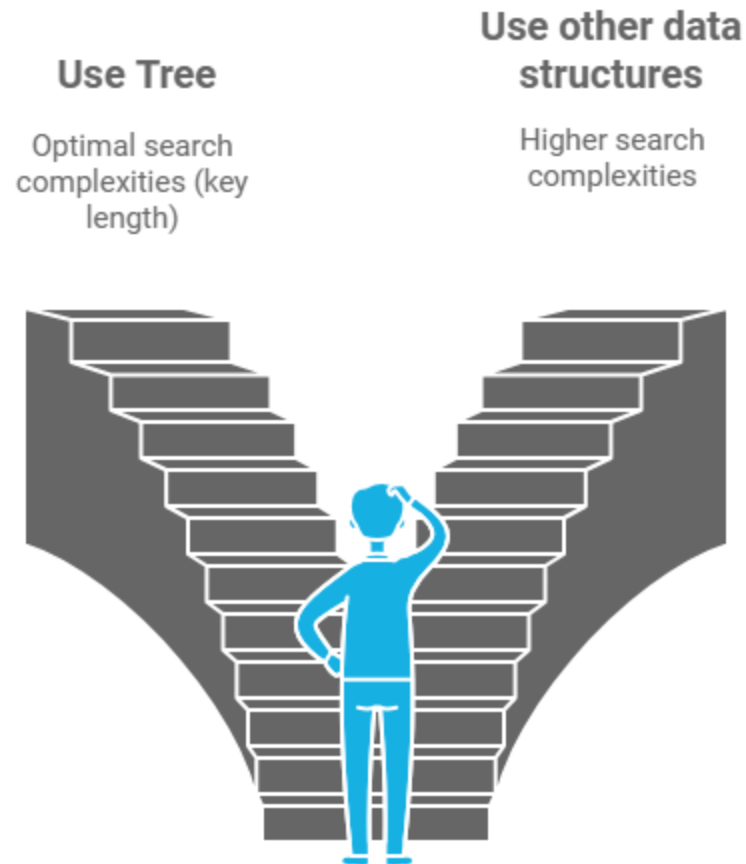 Use Tree
Optimal search
complexities (key
length)
Use other data
structures
Higher search
complexities